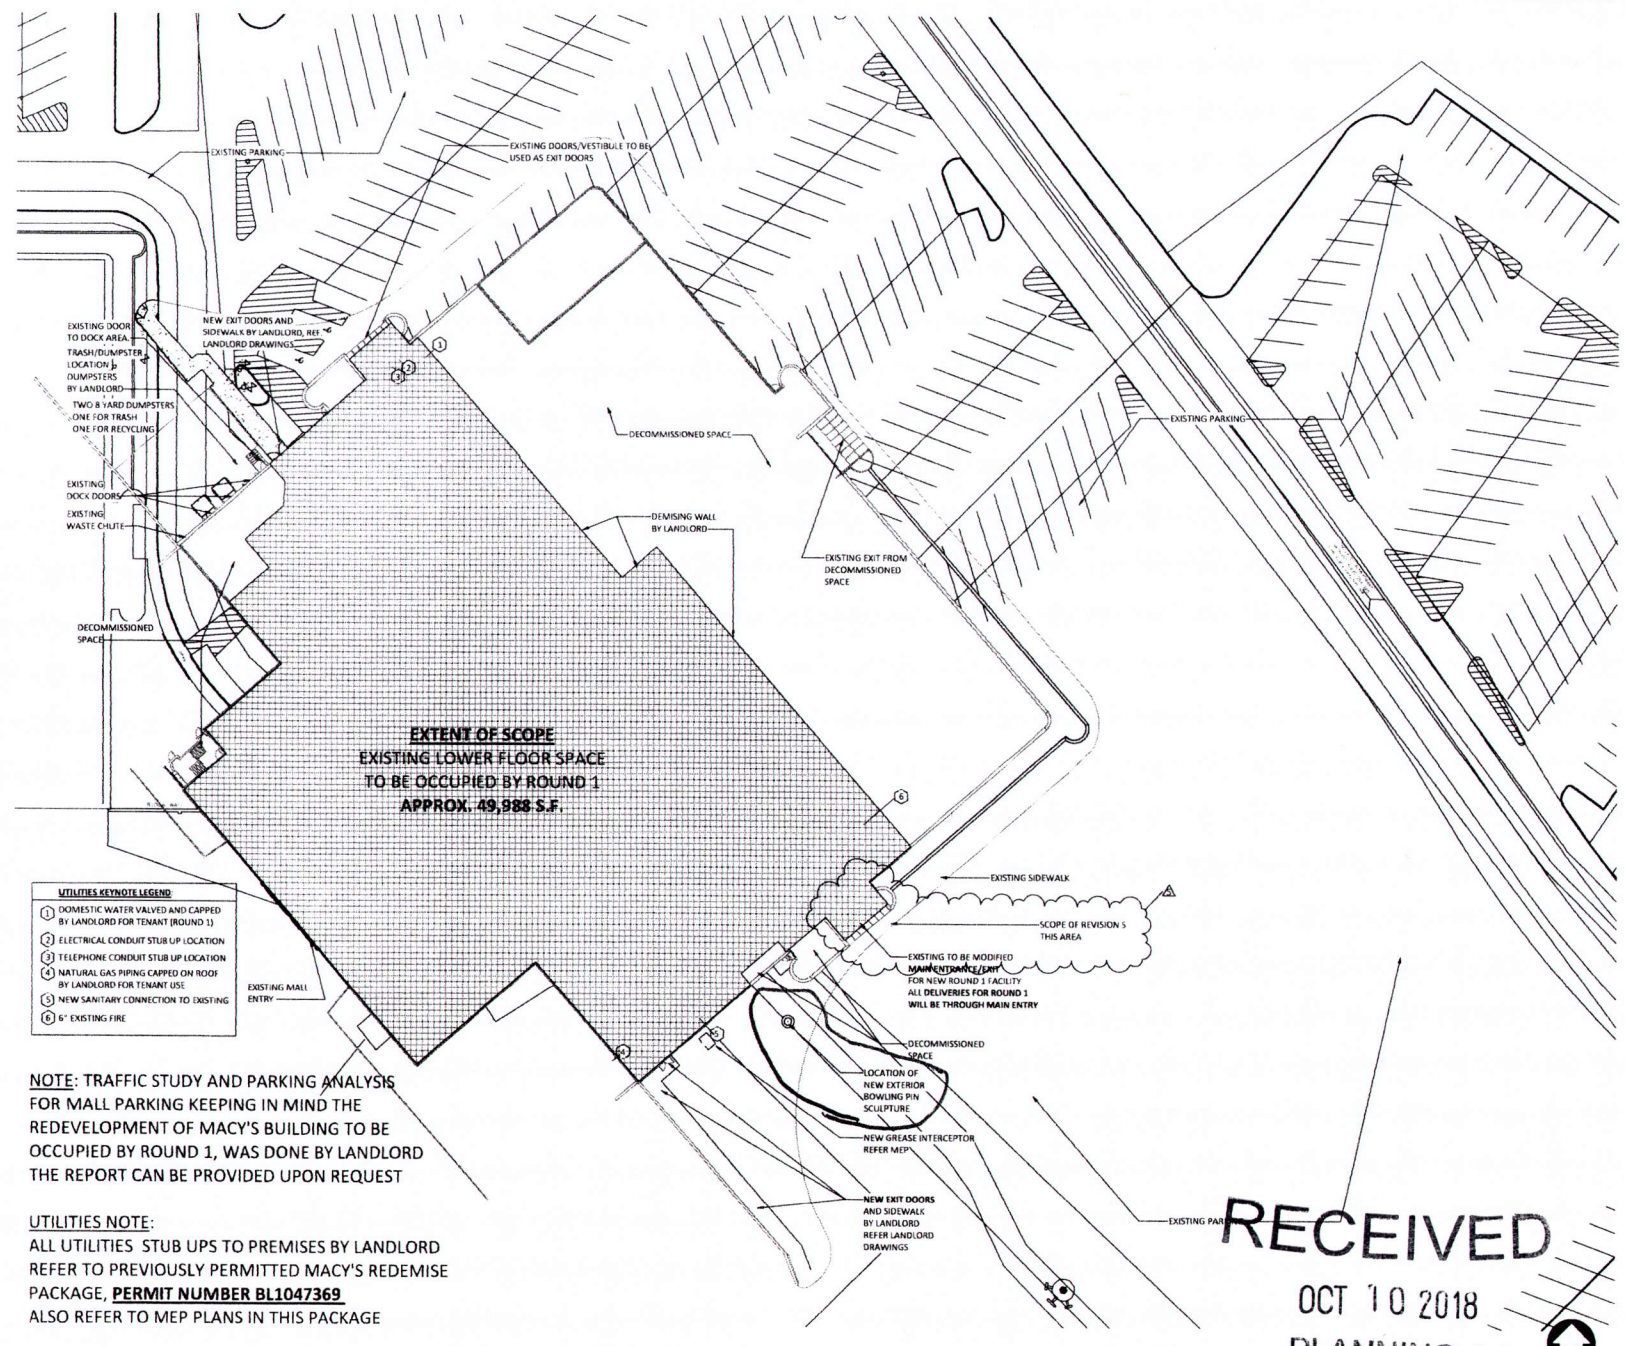 EXISTING PARKING
EXISTING DOORS/VESTIBULE TO BE
USED AS EXIT DOORS
NEW EXIT DOORS AND
SIDEWALK BY LANDLORD, REF.
LANDLORD DRAWINGS
EXISTING DOOR
TO DOCK AREA.
TRASH/DUMPSTER
LOCATION
DUMPSTERS
BY LANDLORD
TWO 8 YARD DUMPSTERS
ONE FOR TRASH
ONE FOR RECYCLING
EXISTING
DOCK DOORS
EXISTING
WASTE CHUTE
DECOMMISSIONED
SPACE
1
2
3
DECOMMISSIONED SPACE
EXISTING PARKING
DEMISING WALL
BY LANDLORD
EXISTING EXIT FROM
DECOMMISSIONED
SPACE
EXTENT OF SCOPE
EXISTING LOWER FLOOR SPACE
TO BE OCCUPIED BY ROUND 1
APPROX. 49,988 S.F.
6
EXISTING SIDEWALK
5
SCOPE OF REVISION 5
THIS AREA
EXISTING TO BE MODIFIED
MAIN ENTRANCE/EXIT
FOR NEW ROUND 1 FACILITY
ALL DELIVERIES FOR ROUND 1
WILL BE THROUGH MAIN ENTRY
UTILITIES KEYNOTE LEGEND:
1 DOMESTIC WATER VALVED AND CAPPED
BY LANDLORD FOR TENANT (ROUND 1)
2 ELECTRICAL CONDUIT STUB UP LOCATION
3 TELEPHONE CONDUIT STUB UP LOCATION
4 NATURAL GAS PIPING CAPPED ON ROOF
BY LANDLORD FOR TENANT USE
5 NEW SANITARY CONNECTION TO EXISTING
6 6" EXISTING FIRE
EXISTING MALL
ENTRY
5
4
DECOMMISSIONED
SPACE
LOCATION OF
NEW EXTERIOR
BOWLING PIN
SCULPTURE
NEW GREASE INTERCEPTOR
REFER MEP
NEW EXIT DOORS
AND SIDEWALK
BY LANDLORD
REFER LANDLORD
DRAWINGS
EXISTING
NOTE: TRAFFIC STUDY AND PARKING ANALYSIS
FOR MALL PARKING KEEPING IN MIND THE
REDEVELOPMENT OF MACY'S BUILDING TO BE
OCCUPIED BY ROUND 1, WAS DONE BY LANDLORD
THE REPORT CAN BE PROVIDED UPON REQUEST
UTILITIES NOTE:
ALL UTILITIES STUB UPS TO PREMISES BY LANDLORD
REFER TO PREVIOUSLY PERMITTED MACY'S REDEMISE
PACKAGE, PERMIT NUMBER BL1047369
ALSO REFER TO MEP PLANS IN THIS PACKAGE
RECEIVED
OCT 10 2018